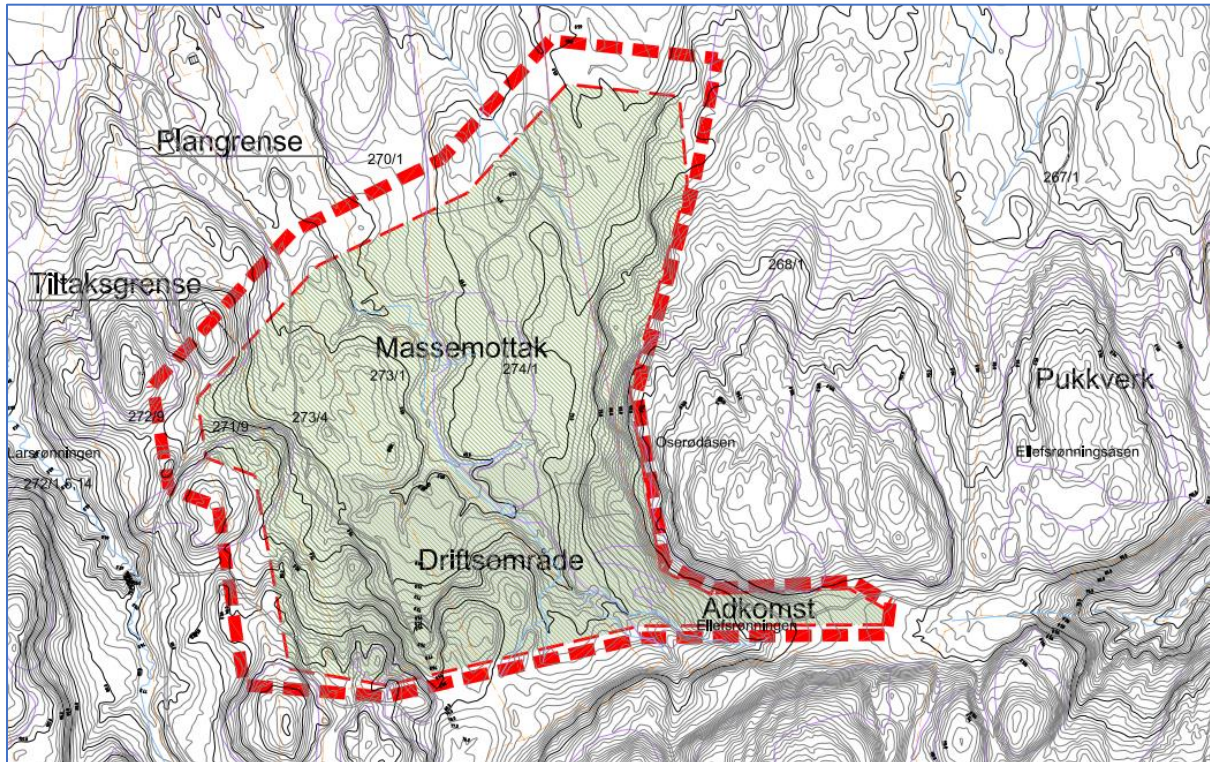 Plangrense
270/1
267/1
268/1
Tiltaksgrense
Massemottak
273/1
274/1
Pukkverk
272/9
271/9
273/4
Oserødåsen
Ellefsrønningsåsen
Larsrønningen
272/1,6,14
Driftsområde
Adkomst
Ellefsrønningen